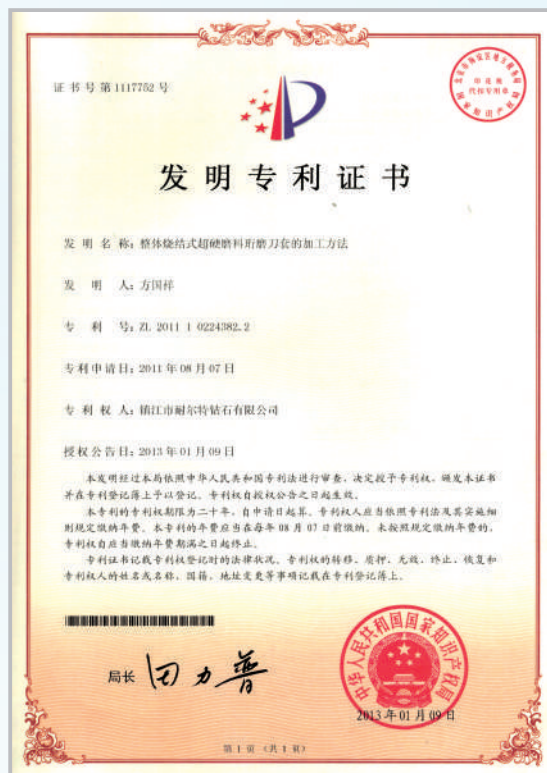 证书号第1117752号
印花税
代权专用章
发明专利证书
发明名称：整体烧结式超硬磨料珩磨刀套的加工方法
发明人：方国祥
专利号：ZL 2011 1 0224382.2
专利申请日：2011年08月07日
专利权人：镇江市耐尔特钻石有限公司
授权公告日：2013年01月09日
本发明经过本局依照中华人民共和国专利法进行审查，决定授予专利权，颁发本证书
并在专利登记簿上予以登记。专利权自授权公告之日起生效。
本专利的专利权期限为二十年，自申请日起算。专利权人应当依照专利法及其实施细
则规定缴纳年费。本专利的年费应当在每年08月07日前缴纳。未按照规定缴纳年费的，
专利权自应当缴纳年费期满之日起终止。
专利证书记载专利权登记时的法律状况。专利权的转移、质押、无效、终止、恢复和
专利权人的姓名或名称、国籍、地址变更等事项记载在专利登记簿上。
局长 田力普
中华人民共和国国家知识产权局
2013年01月09日
第1页（共1页）